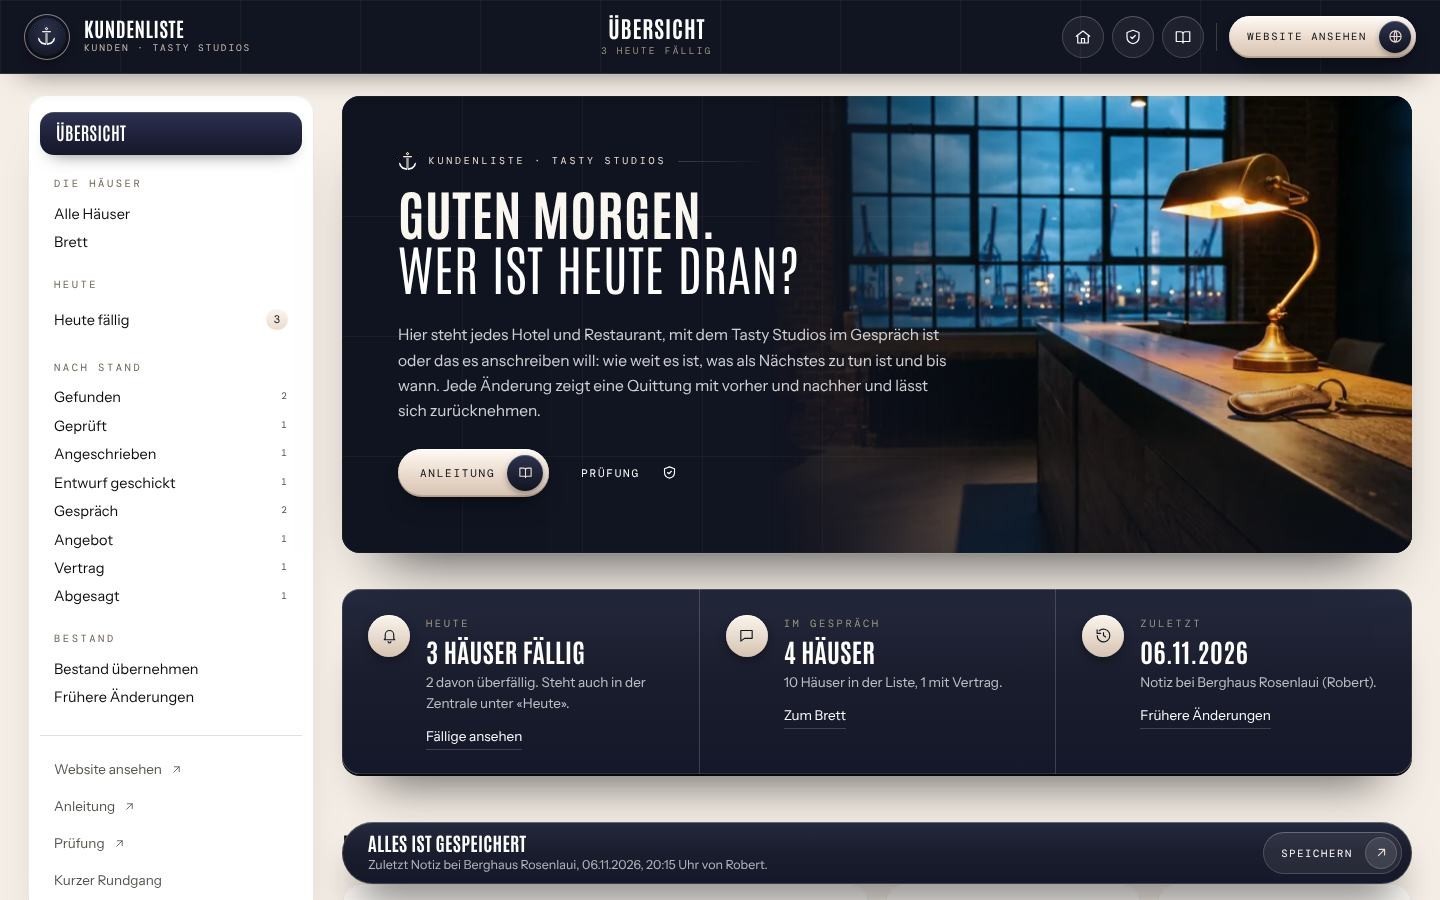 KUNDENLISTE
KUNDEN · TASTY STUDIOS
ÜBERSICHT
3 HEUTE FÄLLIG
WEBSITE ANSEHEN
ÜBERSICHT
DIE HÄUSER
Alle Häuser
Brett
HEUTE
Heute fällig 3
NACH STAND
Gefunden 2
Geprüft 1
Angeschrieben 1
Entwurf geschickt 1
Gespräch 2
Angebot 1
Vertrag 1
Abgesagt 1
BESTAND
Bestand übernehmen
Frühere Änderungen
Website ansehen
Anleitung
Prüfung
Kurzer Rundgang
KUNDENLISTE · TASTY STUDIOS
GUTEN MORGEN.
WER IST HEUTE DRAN?
Hier steht jedes Hotel und Restaurant, mit dem Tasty Studios im Gespräch ist
oder das es anschreiben will: wie weit es ist, was als Nächstes zu tun ist und bis
wann. Jede Änderung zeigt eine Quittung mit vorher und nachher und lässt
sich zurücknehmen.
ANLEITUNG
PRÜFUNG
HEUTE
3 HÄUSER FÄLLIG
2 davon überfällig. Steht auch in der
Zentrale unter «Heute».
Fällige ansehen
IM GESPRÄCH
4 HÄUSER
10 Häuser in der Liste, 1 mit Vertrag.
Zum Brett
ZULETZT
06.11.2026
Notiz bei Berghaus Rosenlaui (Robert).
Frühere Änderungen
ALLES IST GESPEICHERT
Zuletzt Notiz bei Berghaus Rosenlaui, 06.11.2026, 20:15 Uhr von Robert.
SPEICHERN